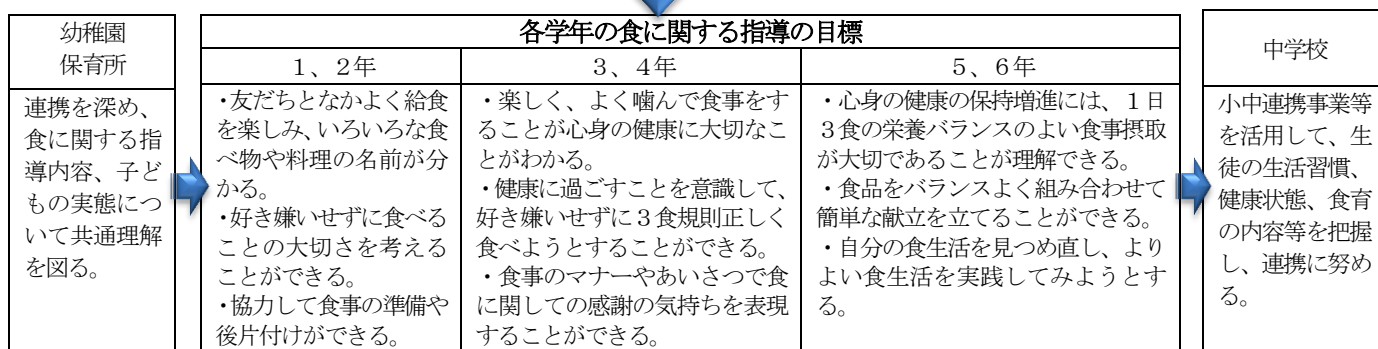 幼稚園
保育所
連携を深め、
食に関する指
導内容、子ど
もの実態につ
いて共通理解
を図る。
各学年の食に関する指導の目標
１、２年
・友だちとなかよく給食
を楽しみ、いろいろな食
べ物や料理の名前が分
かる。
・好き嫌いせずに食べる
ことの大切さを考える
ことができる。
・協力して食事の準備や
後片付けができる。
３、４年
・楽しく、よく噛んで食事をす
ることが心身の健康に大切なこ
とがわかる。
・健康に過ごすことを意識して、
好き嫌いせずに３食規則正しく
食べようとすることができる。
・食事のマナーやあいさつで食
に関しての感謝の気持ちを表現
することができる。
５、６年
・心身の健康の保持増進には、１日
３食の栄養バランスのよい食事摂取
が大切であることが理解できる。
・食品をバランスよく組み合わせて
簡単な献立を立てることができる。
・自分の食生活を見つめ直し、より
よい食生活を実践してみようとす
る。
中学校
小中連携事業等
を活用して、生
徒の生活習慣、
健康状態、食育
の内容等を把握
し、連携に努め
る。